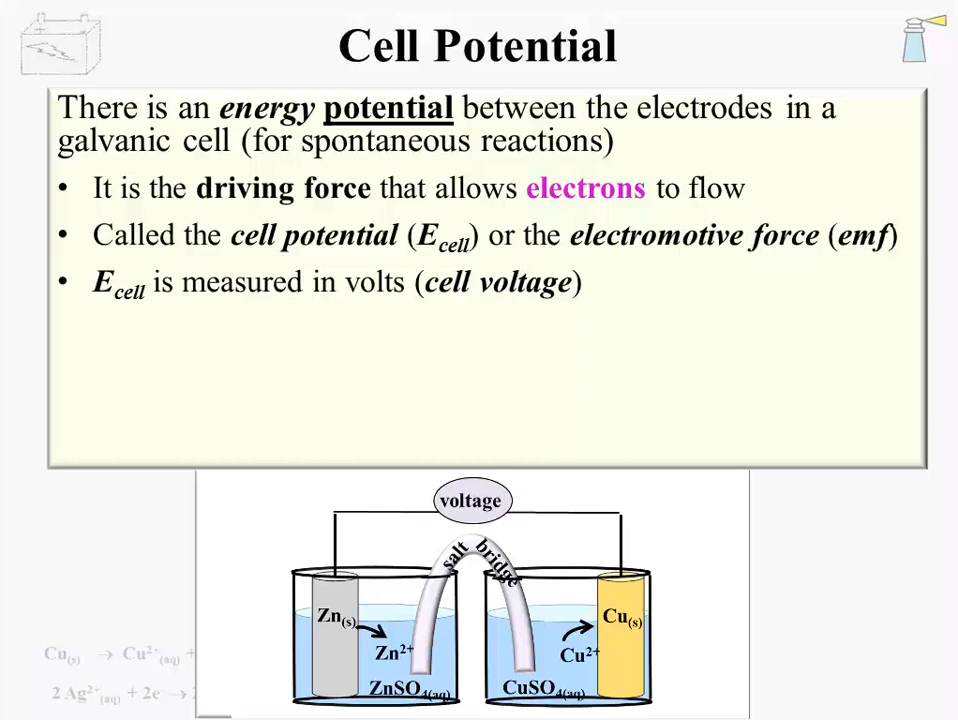 Cell Potential
There is an energy potential between the electrodes in a
galvanic cell (for spontaneous reactions)
• It is the driving force that allows electrons to flow
• Called the cell potential (E_cell) or the electromotive force (emf)
• E_cell is measured in volts (cell voltage)
voltage
salt bridge
Zn(s)
Cu(s)
Zn²⁺
Cu²⁺
ZnSO₄(aq)
CuSO₄(aq)
Cu(s) → Cu²⁺(aq) +
2 Ag²⁺(aq) + 2e → 2